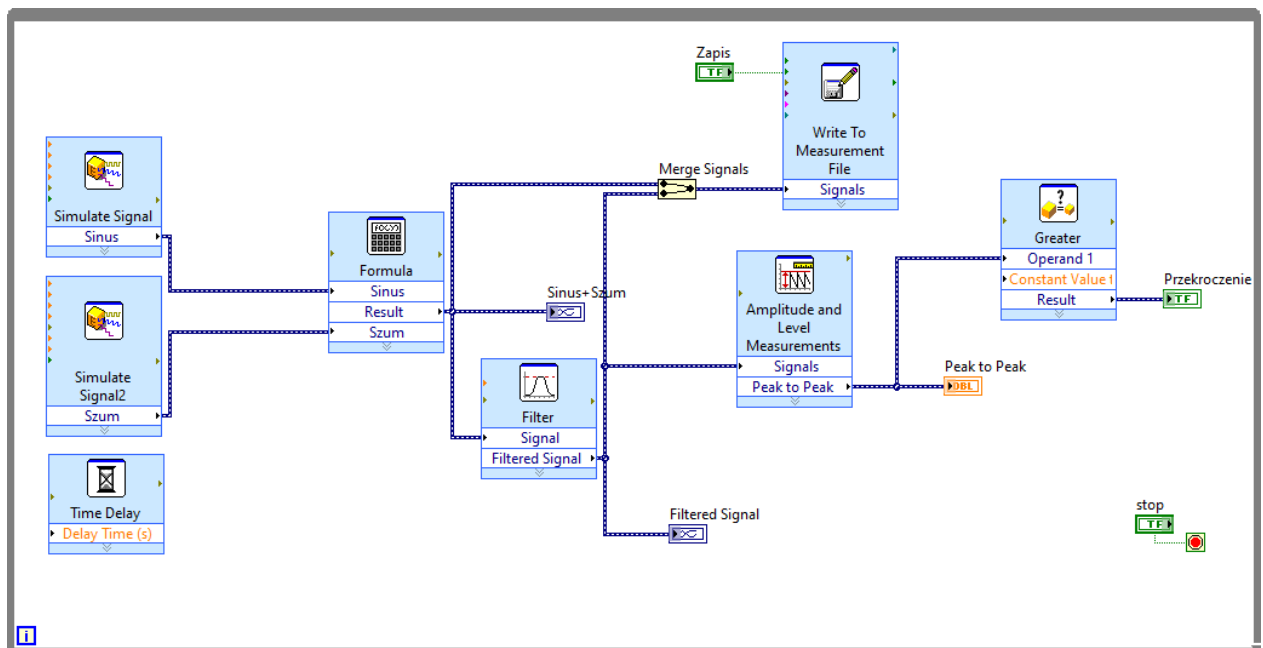 Zapis
TF
Write To
Measurement
File
Signals
Simulate Signal
Sinus
Merge Signals
Formula
Sinus
Result
Szum
Greater
Operand 1
Constant Value
Result
Przekroczenie
TF
Simulate
Signal2
Szum
Sinus+Szum
Amplitude and
Level
Measurements
Signals
Peak to Peak
Peak to Peak
DBL
Filter
Signal
Filtered Signal
Time Delay
Delay Time (s)
Filtered Signal
stop
TF
i